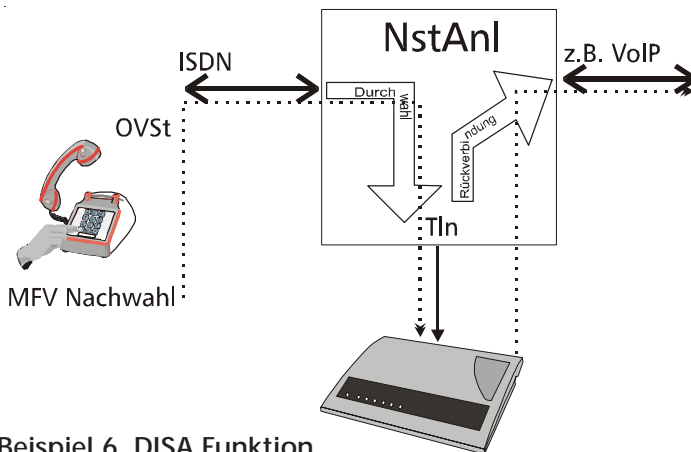 NstAnl
ISDN
z.B. VoIP
Durch
wahl
OVSt
Rückverbindung
Tln
MFV Nachwahl
Beispiel 6 DISA Funktion